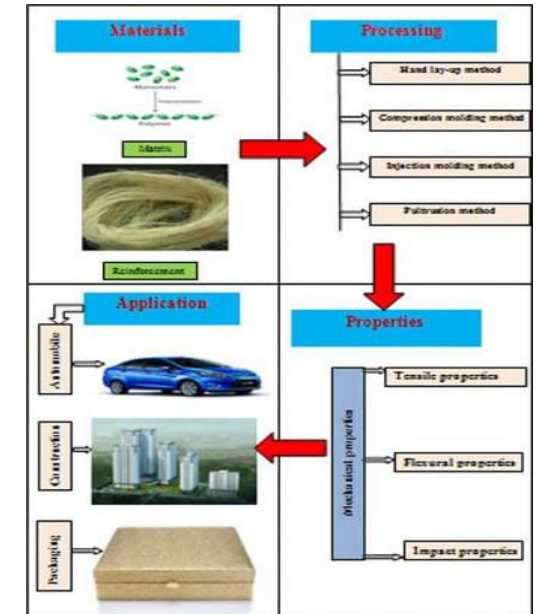 Materials
Monomers
Polymerization
Polymer
Matrix
Reinforcement
Processing
Hand lay-up method
Compression molding method
Injection molding method
Pultrusion method
Properties
Mechanical properties
Tensile properties
Flexural properties
Impact properties
Application
Automobile
Construction
Packaging